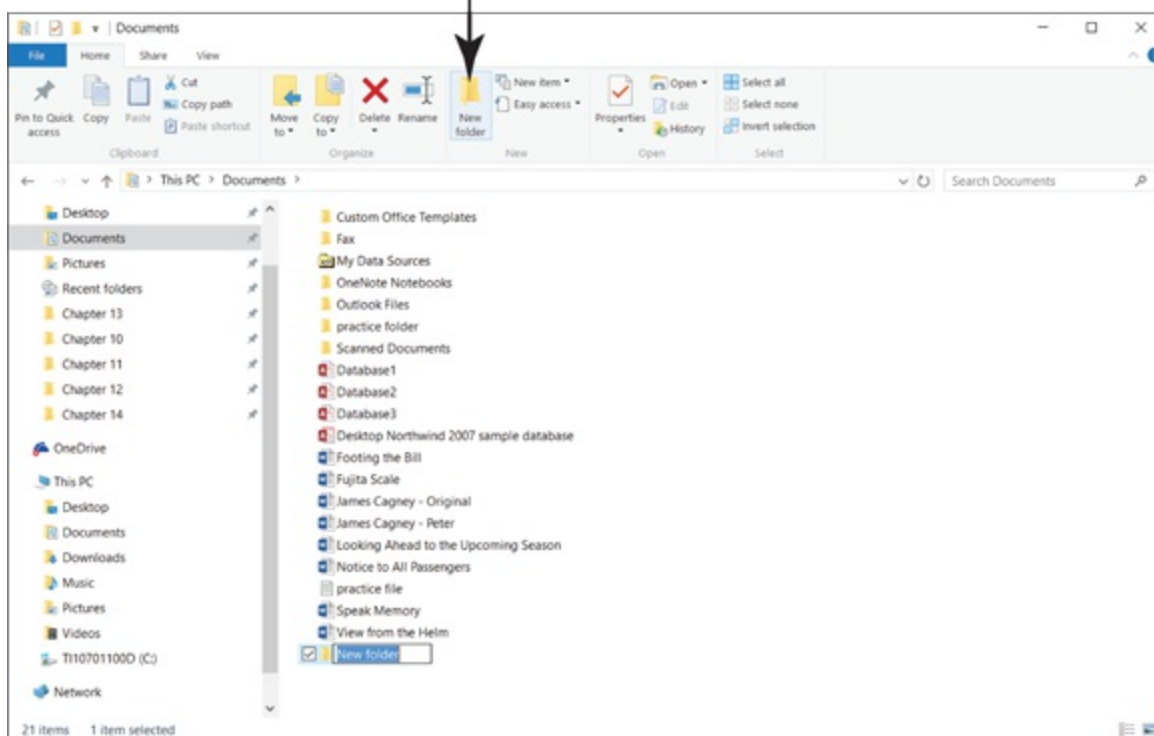 Documents
File Home Share View
Pin to Quick access
Copy
Paste
Cut
Copy path
Paste shortcut
Clipboard
Move to
Copy to
Delete
Rename
Organize
New folder
New item
Easy access
New
Properties
Open
Edit
History
Open
Select all
Select none
Invert selection
Select
This PC > Documents >
Search Documents
Desktop
Documents
Pictures
Recent folders
Chapter 13
Chapter 10
Chapter 11
Chapter 12
Chapter 14
OneDrive
This PC
Desktop
Documents
Downloads
Music
Pictures
Videos
TI10701100D (C:)
Network
Custom Office Templates
Fax
My Data Sources
OneNote Notebooks
Outlook Files
practice folder
Scanned Documents
Database1
Database2
Database3
Desktop Northwind 2007 sample database
Footing the Bill
Fujita Scale
James Cagney - Original
James Cagney - Peter
Looking Ahead to the Upcoming Season
Notice to All Passengers
practice file
Speak Memory
View from the Helm
New folder
21 items 1 item selected